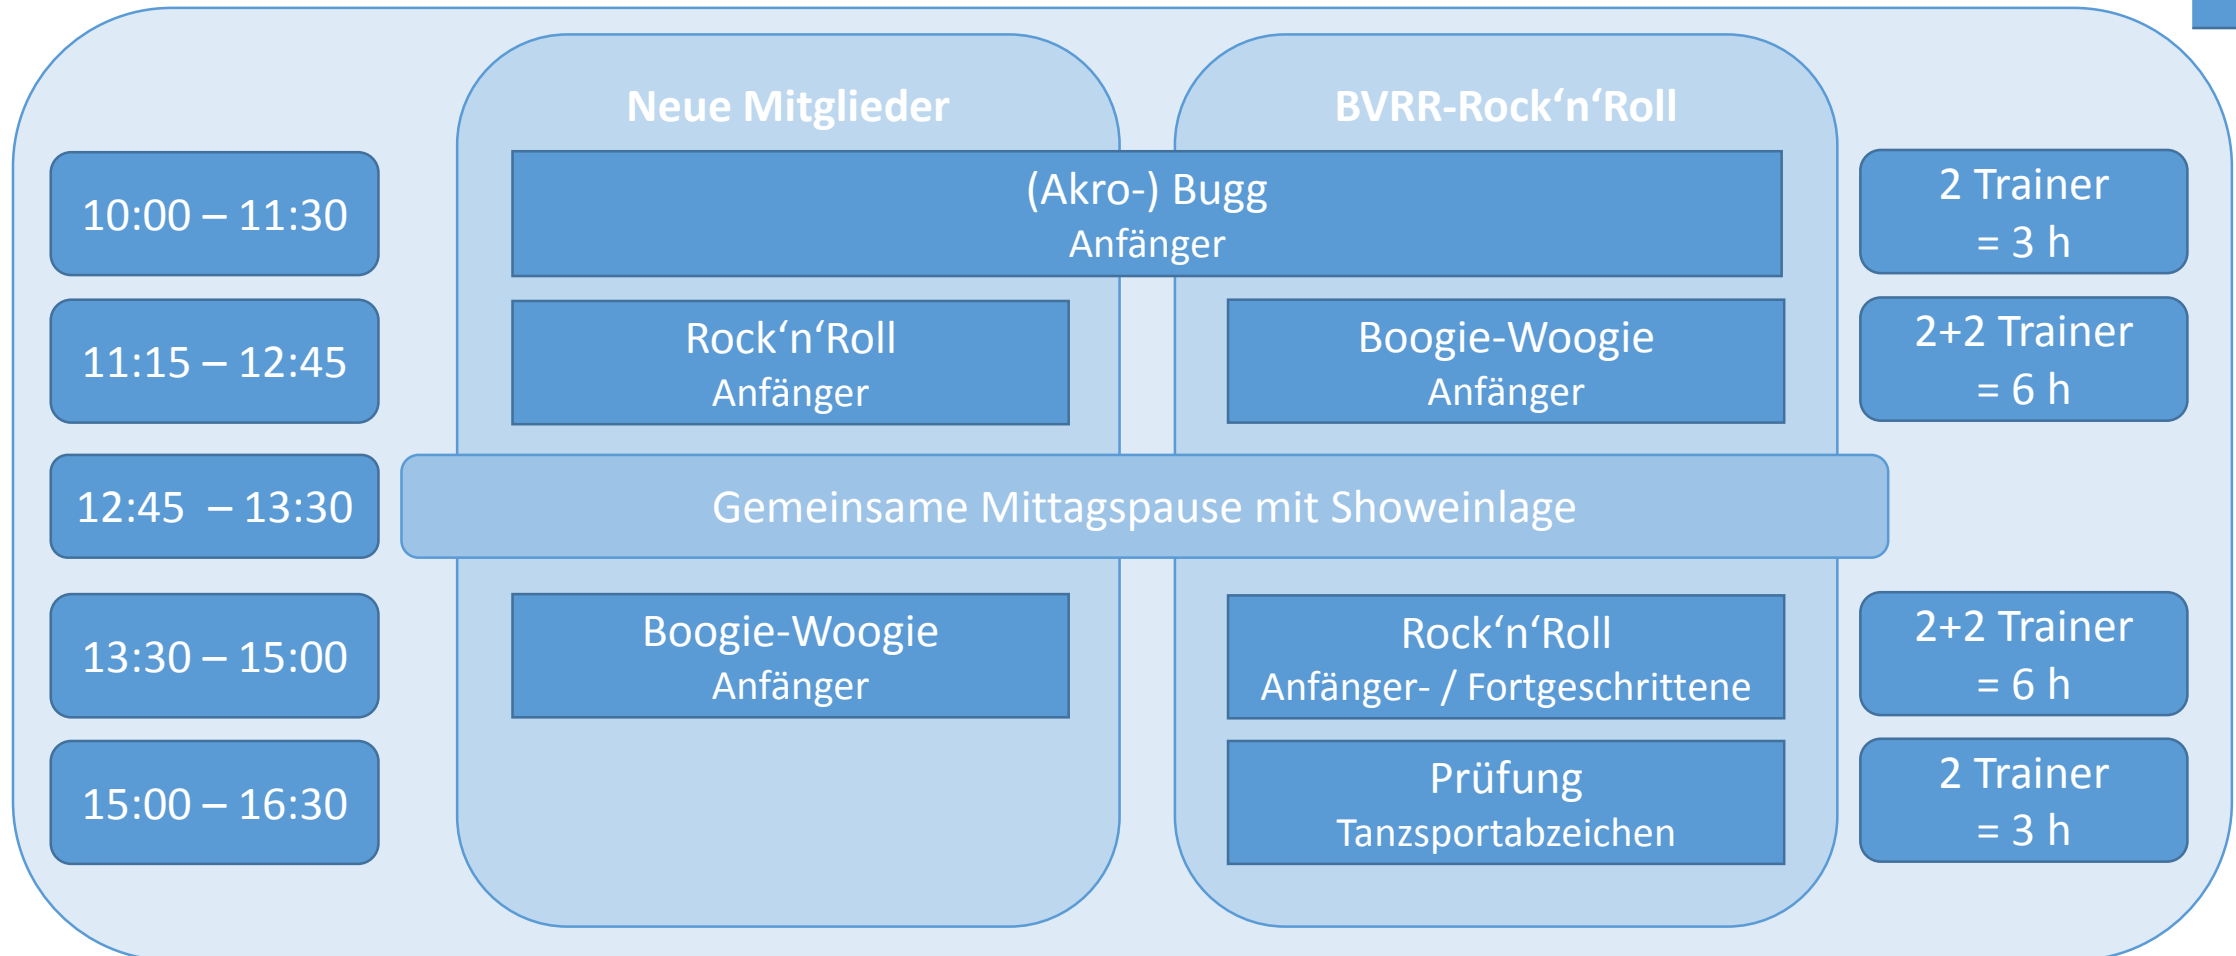 Neue Mitglieder
BVRR-Rock‘n‘Roll
10:00 – 11:30
(Akro-) Bugg
Anfänger
2 Trainer
= 3 h
11:15 – 12:45
Rock‘n‘Roll
Anfänger
Boogie-Woogie
Anfänger
2+2 Trainer
= 6 h
12:45  – 13:30
Gemeinsame Mittagspause mit Showeinlage
13:30 – 15:00
Boogie-Woogie
Anfänger
Rock‘n‘Roll
Anfänger- / Fortgeschrittene
2+2 Trainer
= 6 h
15:00 – 16:30
Prüfung
Tanzsportabzeichen
2 Trainer
= 3 h